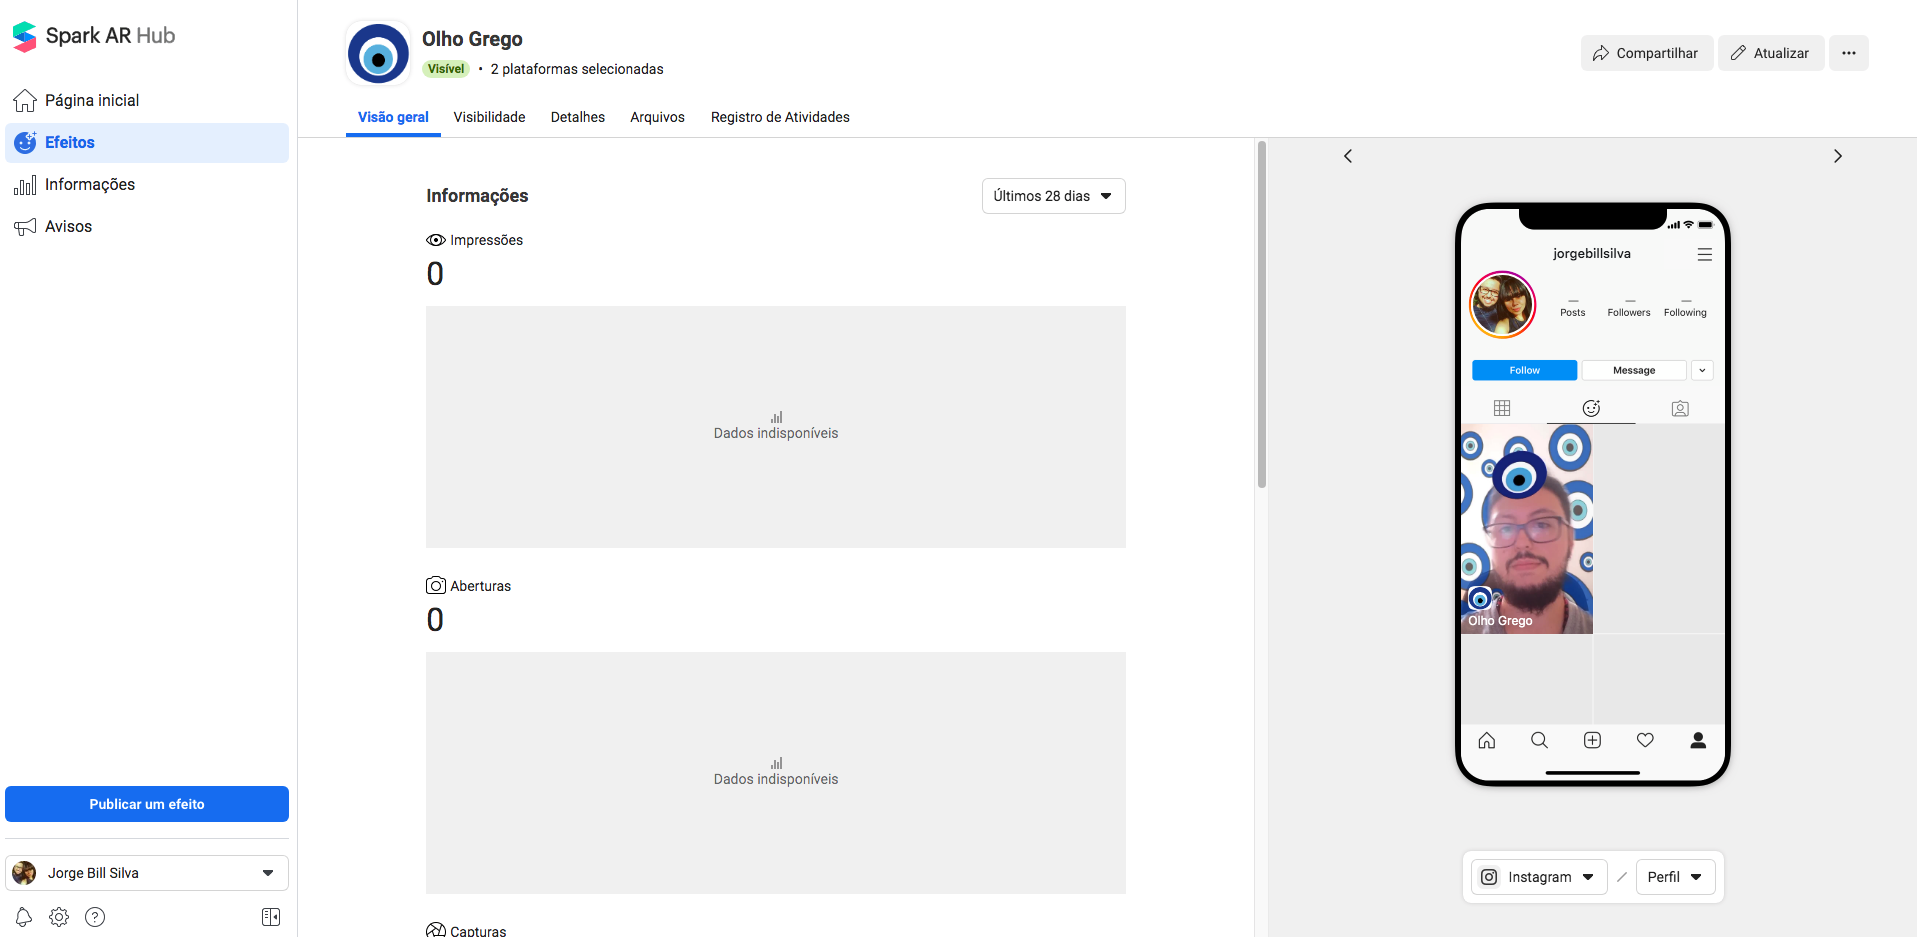 Spark AR Hub
Página inicial
Efeitos
Informações
Avisos
Publicar um efeito
Jorge Bill Silva
Olho Grego
Visível • 2 plataformas selecionadas
Compartilhar
Atualizar
Visão geral
Visibilidade
Detalhes
Arquivos
Registro de Atividades
Informações
Últimos 28 dias
Impressões
0
Dados indisponíveis
Aberturas
0
Dados indisponíveis
Capturas
jorgebillsilva
Posts
Followers
Following
Follow
Message
Olho Grego
Instagram
Perfil